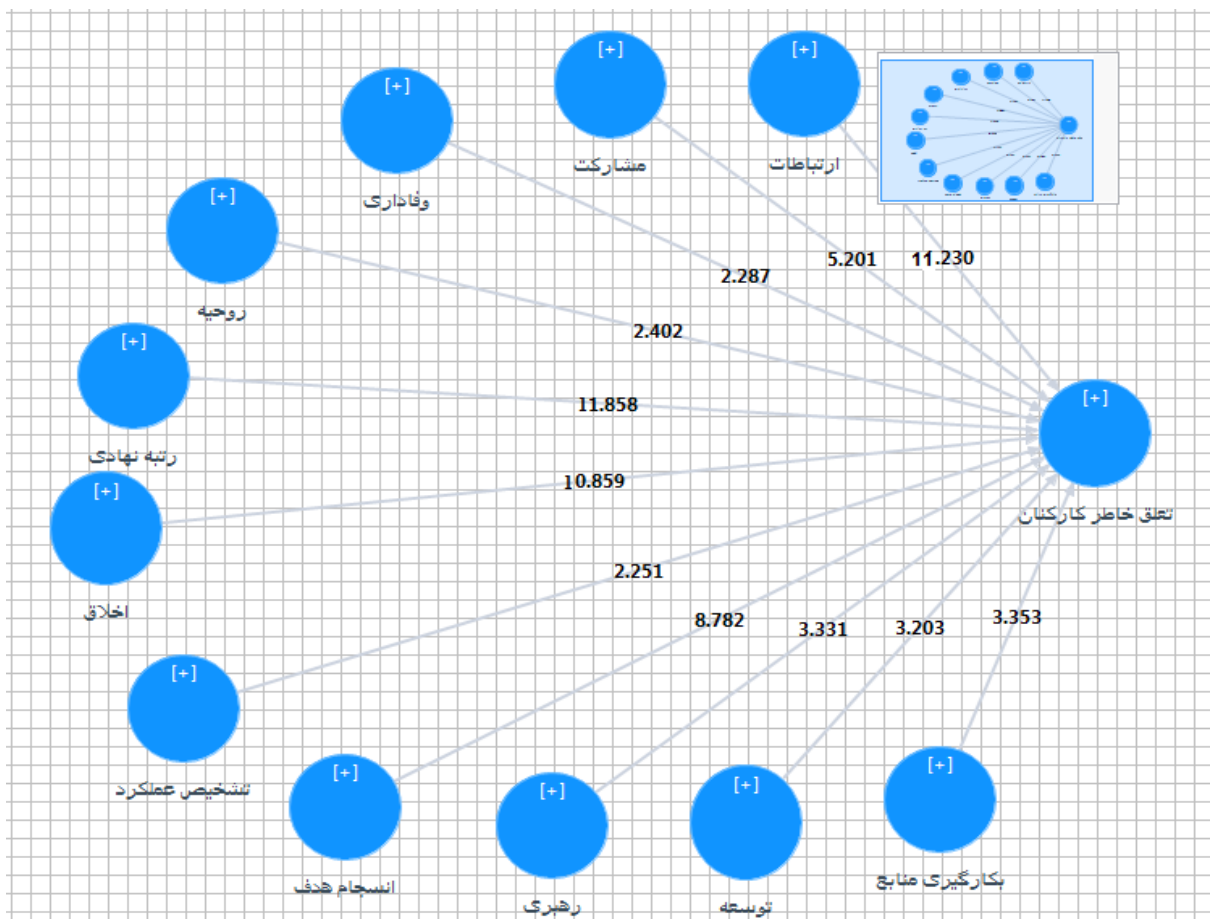 [+]
ارتباطات
[+]
مشارکت
[+]
وفاداری
[+]
روحیه
[+]
رتبه نهادی
[+]
اخلاق
[+]
تشخیص عملکرد
[+]
انسجام هدف
[+]
رهبری
[+]
توسعه
[+]
بکارگیری منابع
[+]
تعلق خاطر کارکنان
11.230
5.201
2.287
2.402
11.858
10.859
2.251
8.782
3.331
3.203
3.353